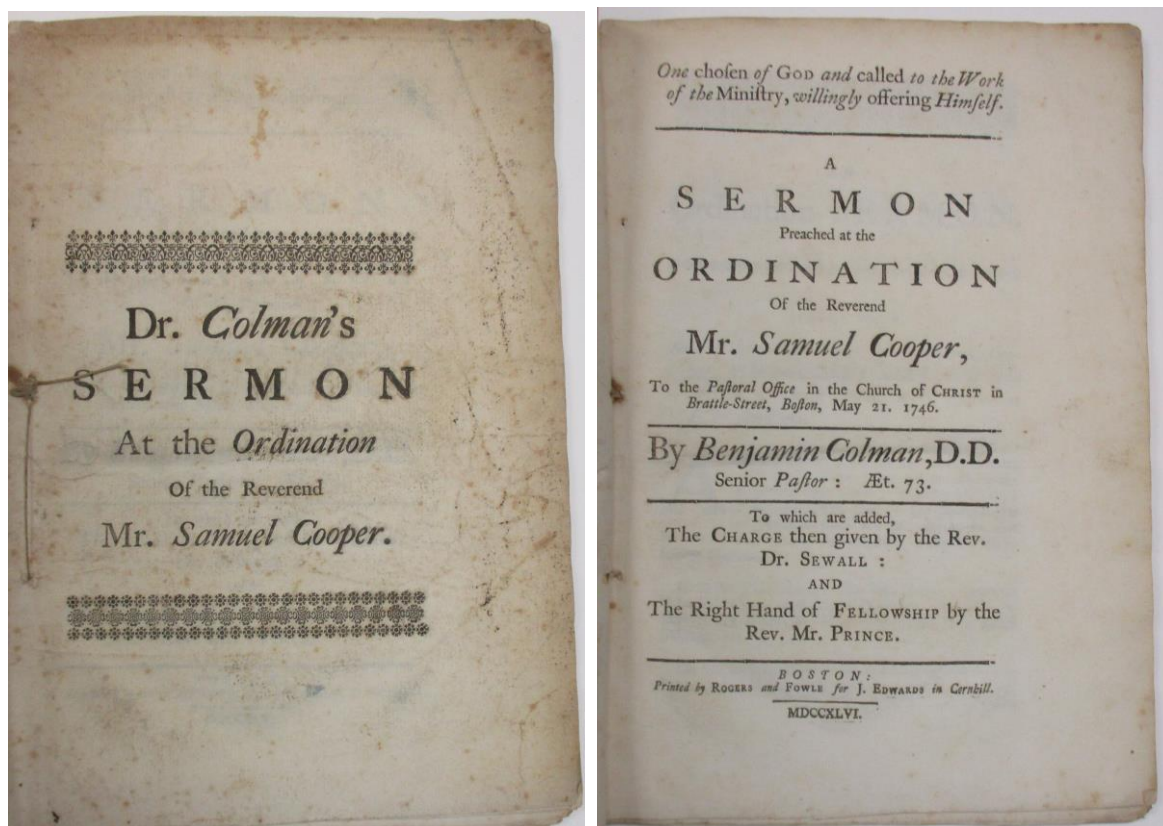 Dr. Colman's
SERMON
At the Ordination
Of the Reverend
Mr. Samuel Cooper.
One choſen of GOD and called to the Work
of the Miniſtry, willingly offering Himſelf.
A
SERMON
Preached at the
ORDINATION
Of the Reverend
Mr. Samuel Cooper,
To the Paſtoral Office in the Church of CHRIST in
Brattle-Street, Boſton, May 21. 1746.
By Benjamin Colman, D.D.
Senior Paſtor : Æt. 73.
To which are added,
The CHARGE then given by the Rev.
Dr. SEWALL :
AND
The Right Hand of FELLOWSHIP by the
Rev. Mr. PRINCE.
BOSTON:
Printed by ROGERS and FOWLE for J. EDWARDS in Cornhill.
MDCCXLVI.